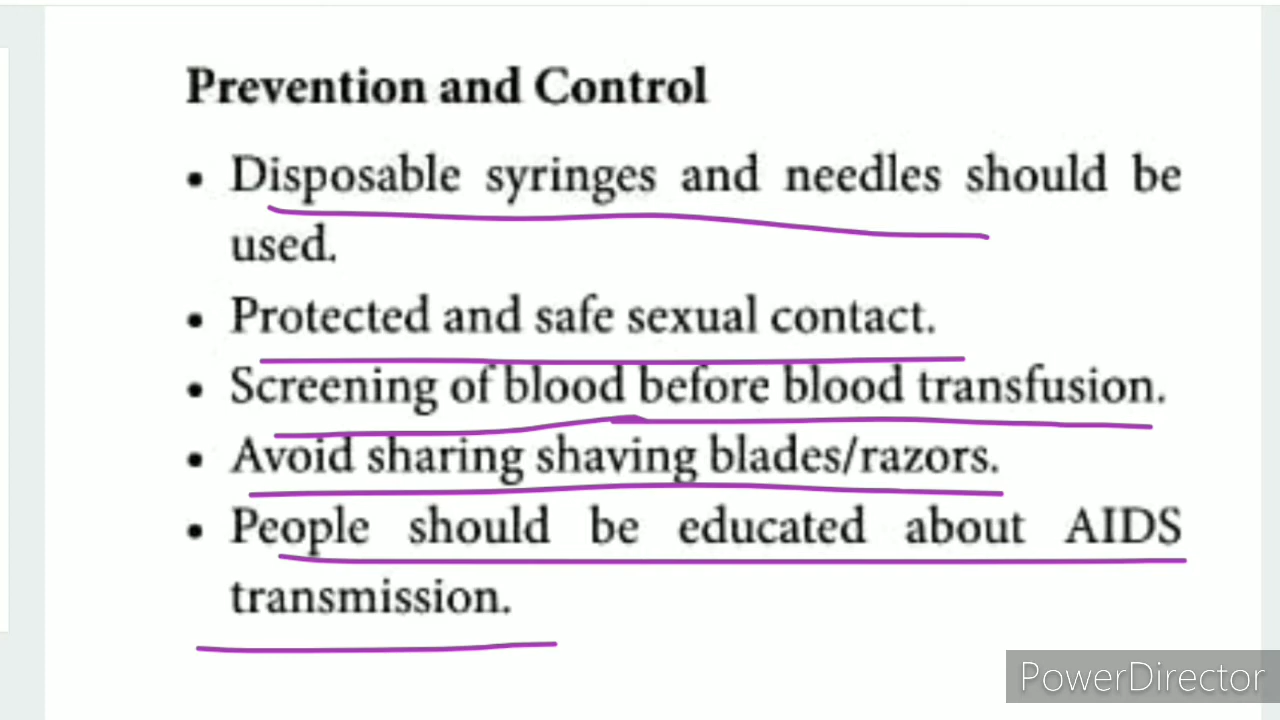 Prevention and Control
• Disposable syringes and needles should be
used.
• Protected and safe sexual contact.
• Screening of blood before blood transfusion.
• Avoid sharing shaving blades/razors.
• People should be educated about AIDS
transmission.
PowerDirector